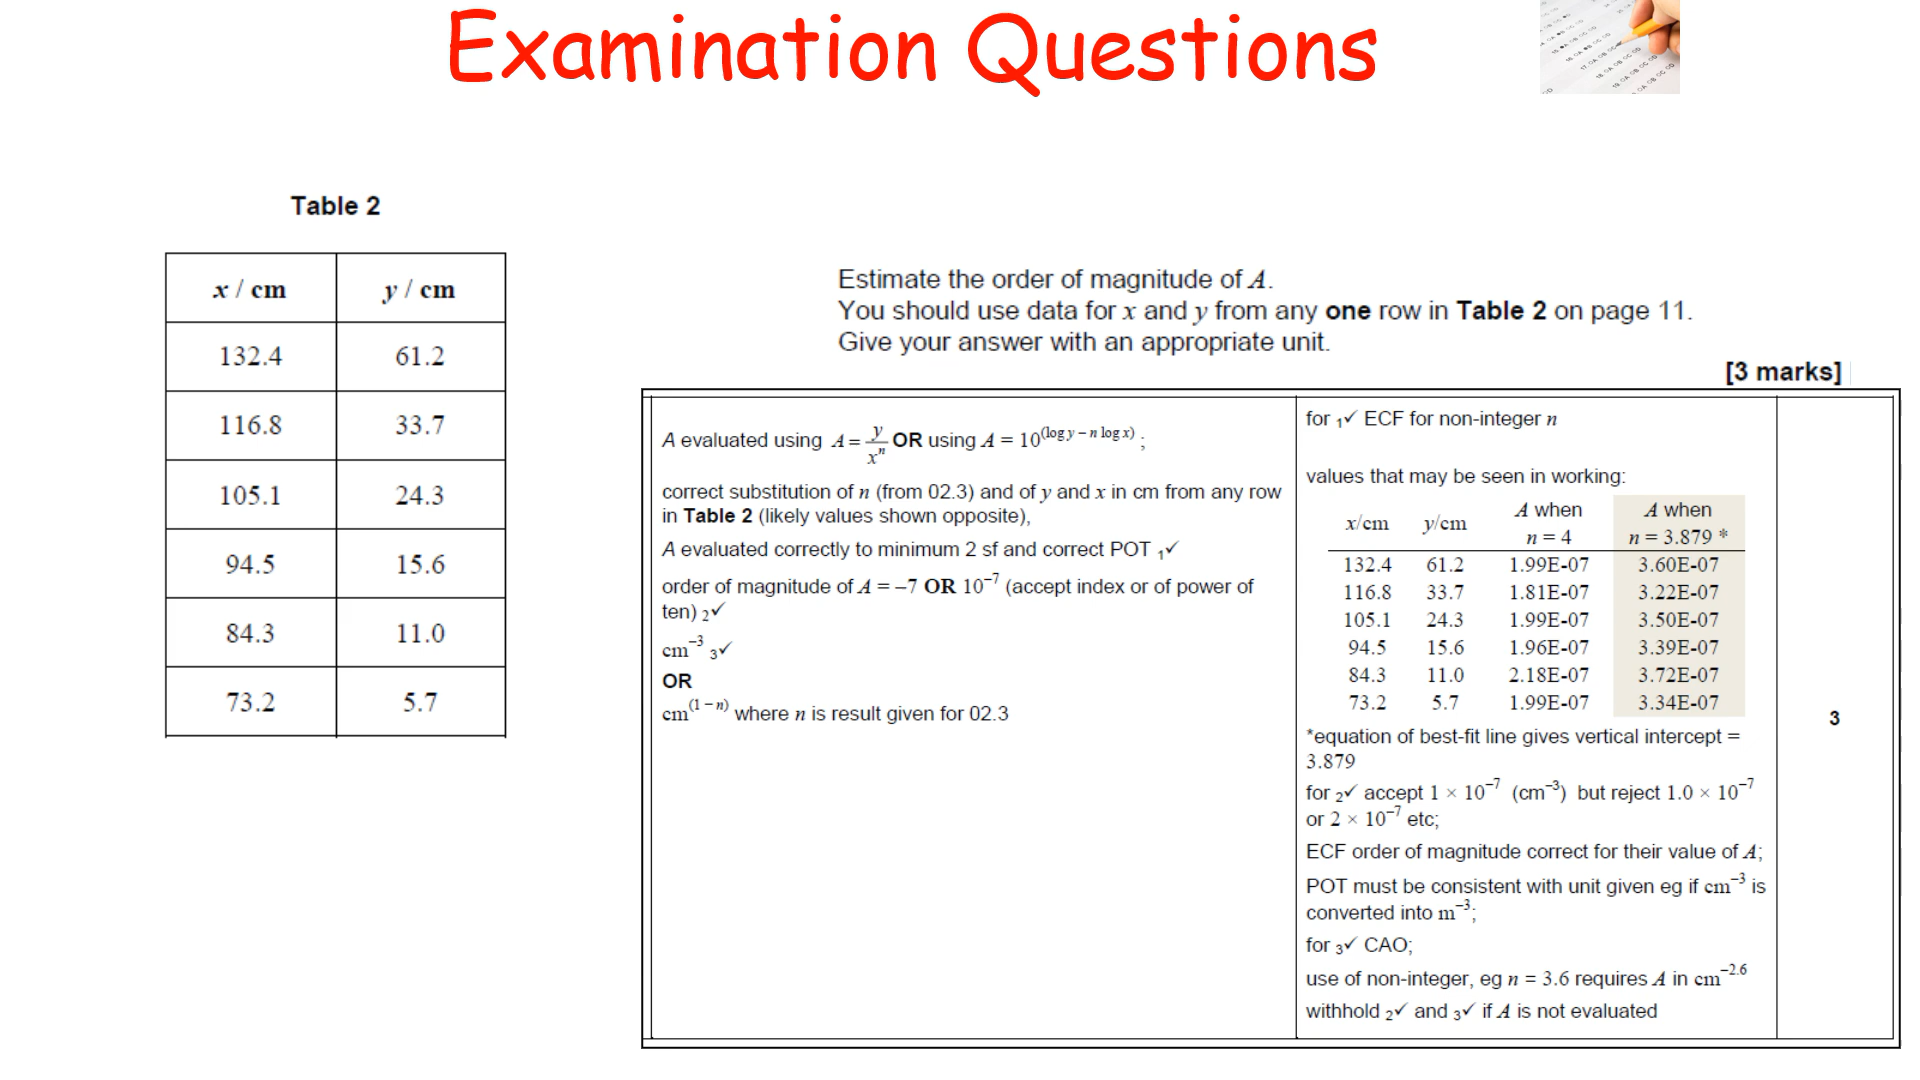 Examination Questions
Table 2
x / cm y / cm
132.4 61.2
116.8 33.7
105.1 24.3
94.5 15.6
84.3 11.0
73.2 5.7
Estimate the order of magnitude of A.
You should use data for x and y from any one row in Table 2 on page 11.
Give your answer with an appropriate unit.
[3 marks]
A evaluated using A = y/xⁿ OR using A = 10^(log y – n log x) ;
correct substitution of n (from 02.3) and of y and x in cm from any row
in Table 2 (likely values shown opposite),
A evaluated correctly to minimum 2 sf and correct POT ₁✓
order of magnitude of A = –7 OR 10⁻⁷ (accept index or of power of
ten) ₂✓
cm⁻³ ₃✓
OR
cm^(1 – n) where n is result given for 02.3
for ₁✓ ECF for non-integer n
values that may be seen in working:
x/cm y/cm A when n = 4 A when n = 3.879 *
132.4 61.2 1.99E-07 3.60E-07
116.8 33.7 1.81E-07 3.22E-07
105.1 24.3 1.99E-07 3.50E-07
94.5 15.6 1.96E-07 3.39E-07
84.3 11.0 2.18E-07 3.72E-07
73.2 5.7 1.99E-07 3.34E-07
*equation of best-fit line gives vertical intercept =
3.879
for ₂✓ accept 1 × 10⁻⁷ (cm⁻³) but reject 1.0 × 10⁻⁷
or 2 × 10⁻⁷ etc;
ECF order of magnitude correct for their value of A;
POT must be consistent with unit given eg if cm⁻³ is
converted into m⁻³;
for ₃✓ CAO;
use of non-integer, eg n = 3.6 requires A in cm⁻²·⁶
withhold ₂✓ and ₃✓ if A is not evaluated
3